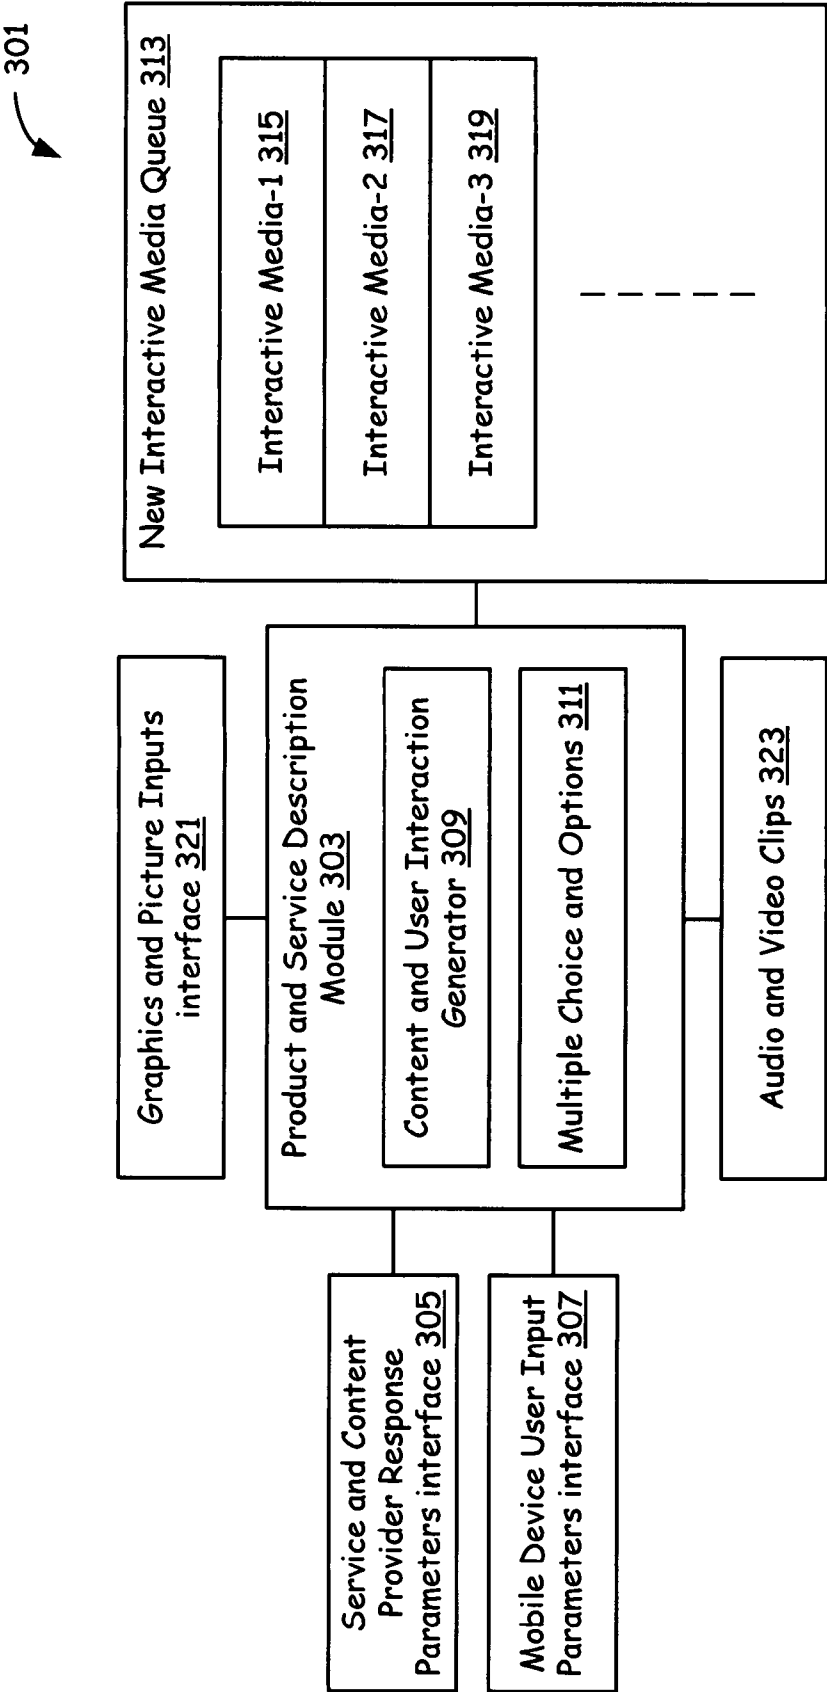 301
Graphics and Picture Inputs
interface 321
Service and Content
Provider Response
Parameters interface 305
Mobile Device User Input
Parameters interface 307
Product and Service Description
Module 303
Content and User Interaction
Generator 309
Multiple Choice and Options 311
Audio and Video Clips 323
New Interactive Media Queue 313
Interactive Media-1 315
Interactive Media-2 317
Interactive Media-3 319